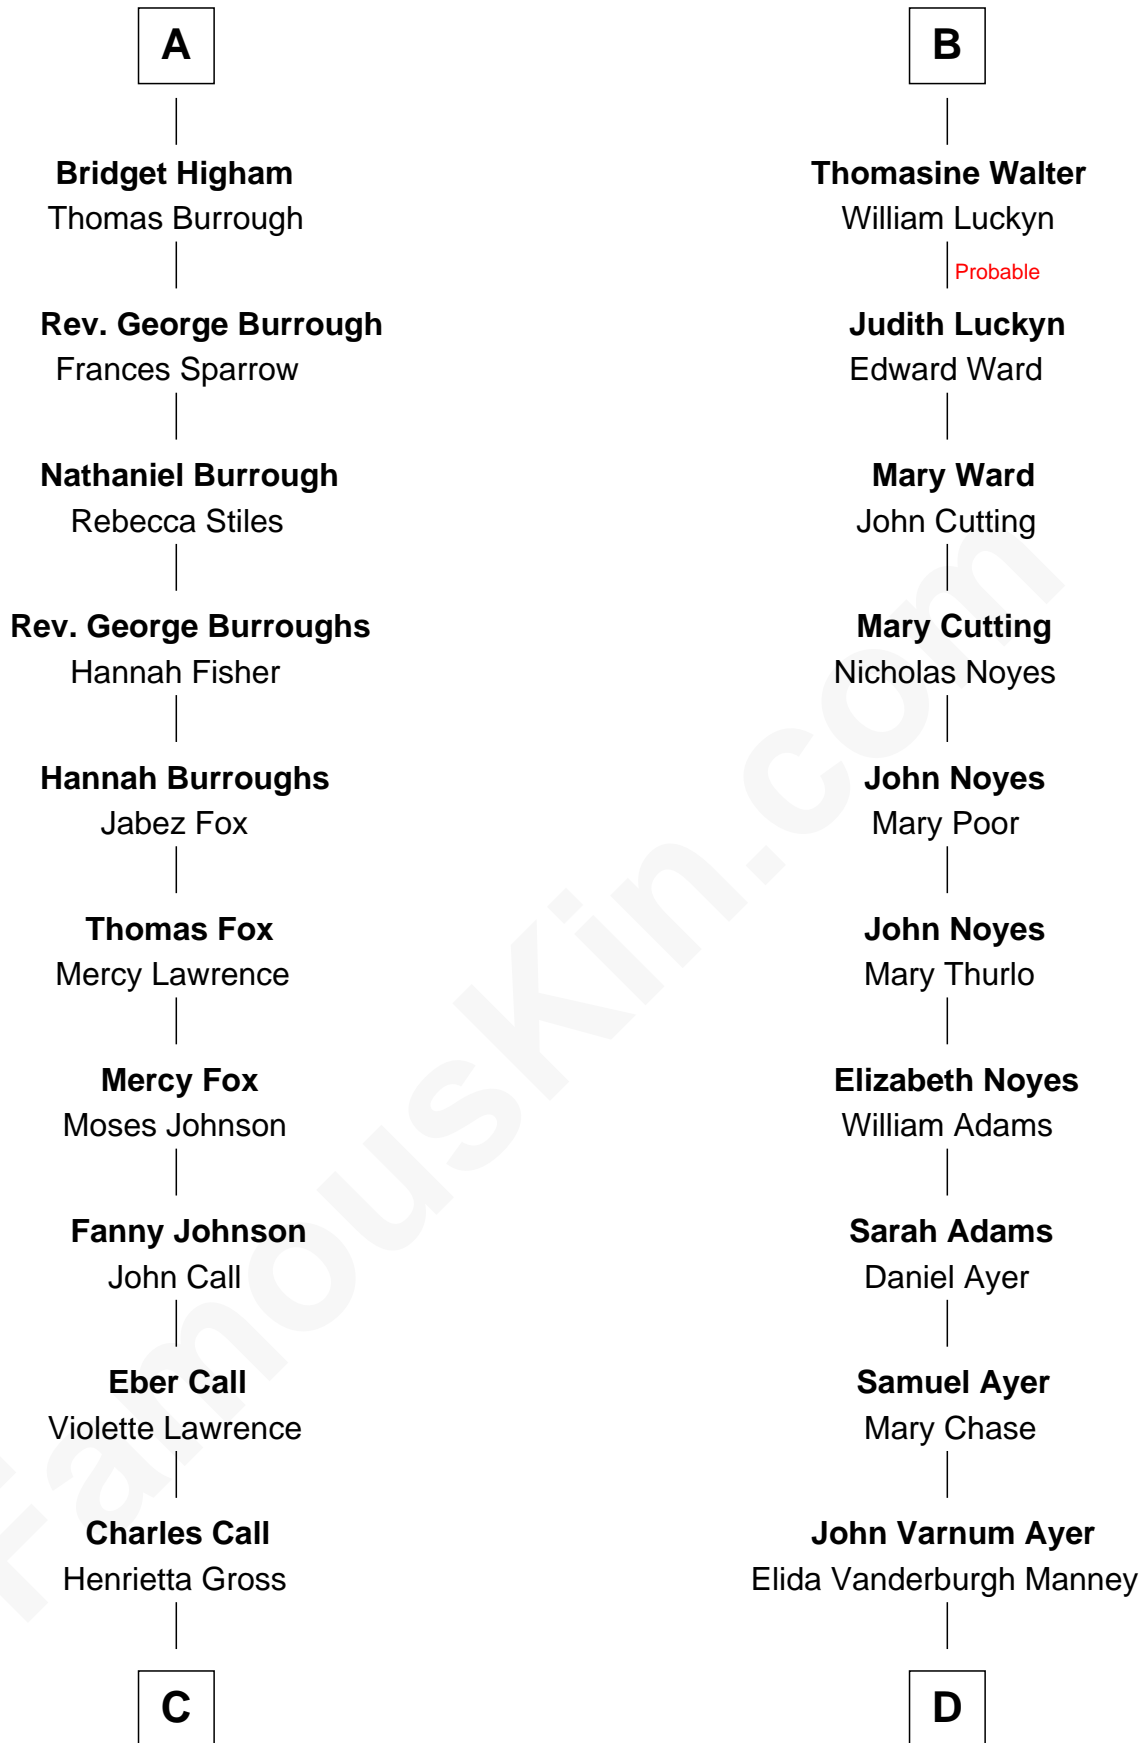 A
Bridget Higham
Thomas Burrough
Rev. George Burrough
Frances Sparrow
Nathaniel Burrough
Rebecca Stiles
Rev. George Burroughs
Hannah Fisher
Hannah Burroughs
Jabez Fox
Thomas Fox
Mercy Lawrence
Mercy Fox
Moses Johnson
Fanny Johnson
John Call
Eber Call
Violette Lawrence
Charles Call
Henrietta Gross
C
B
Thomasine Walter
William Luckyn
Probable
Judith Luckyn
Edward Ward
Mary Ward
John Cutting
Mary Cutting
Nicholas Noyes
John Noyes
Mary Poor
John Noyes
Mary Thurlo
Elizabeth Noyes
William Adams
Sarah Adams
Daniel Ayer
Samuel Ayer
Mary Chase
John Varnum Ayer
Elida Vanderburgh Manney
D
FamousKin.com